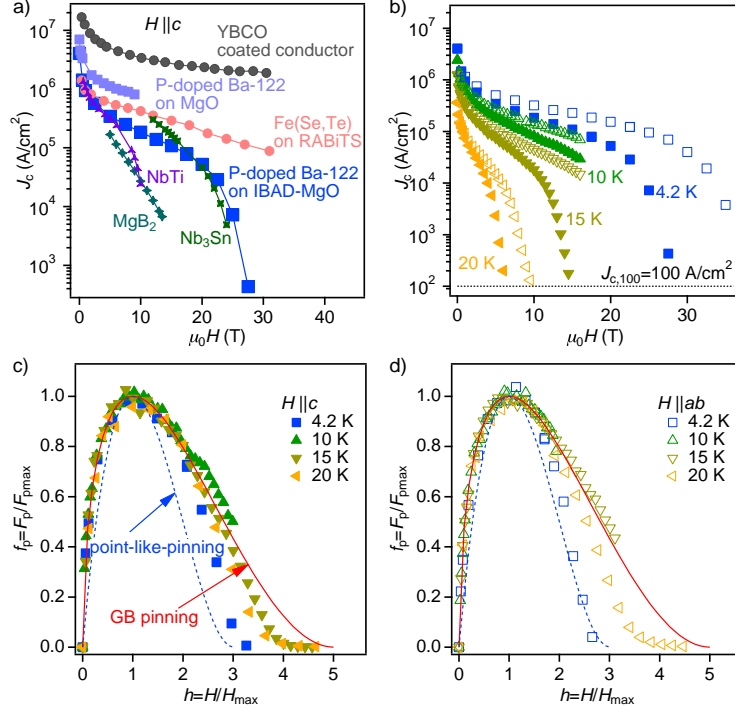 a)
H||c
YBCO
coated conductor
P-doped Ba-122
on MgO
Fe(Se,Te)
on RABiTS
P-doped Ba-122
on IBAD-MgO
NbTi
MgB2
Nb3Sn
10^7
10^6
10^5
10^4
10^3
Jc (A/cm²)
0 10 20 30 40
μ0H (T)
b)
10^7
10^6
10^5
10^4
10^3
10^2
Jc (A/cm²)
10 K
4.2 K
15 K
20 K
Jc,100=100 A/cm²
0 10 20 30
μ0H (T)
c)
H||c
4.2 K
10 K
15 K
20 K
point-like-pinning
GB pinning
1.0
0.8
0.6
0.4
0.2
0.0
fp=Fp/Fpmax
0 1 2 3 4 5
h=H/Hmax
d)
H||ab
4.2 K
10 K
15 K
20 K
1.0
0.8
0.6
0.4
0.2
0.0
fp=Fp/Fpmax
0 1 2 3 4 5
h=H/Hmax